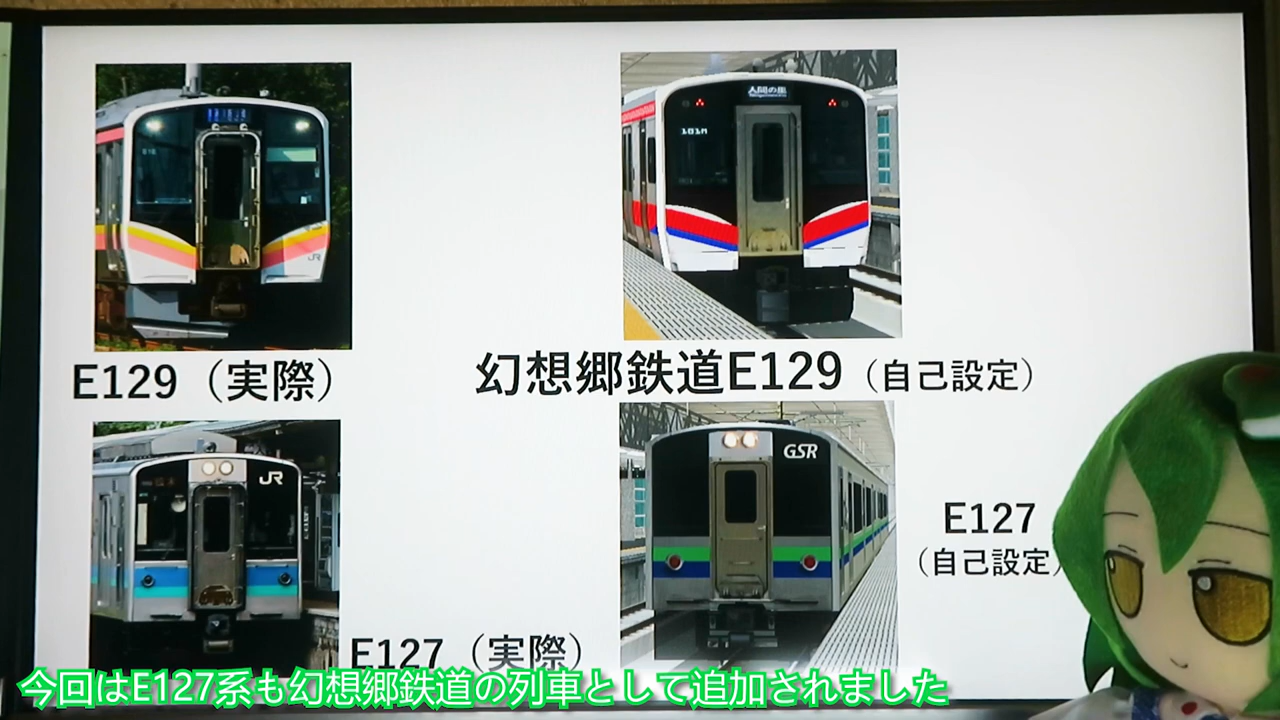 人間の里
101M
JR
E129（実際）
幻想郷鉄道E129（自己設定）
JR
GSR
E127
（自己設定）
E127（実際）
今回はE127系も幻想郷鉄道の列車として追加されました